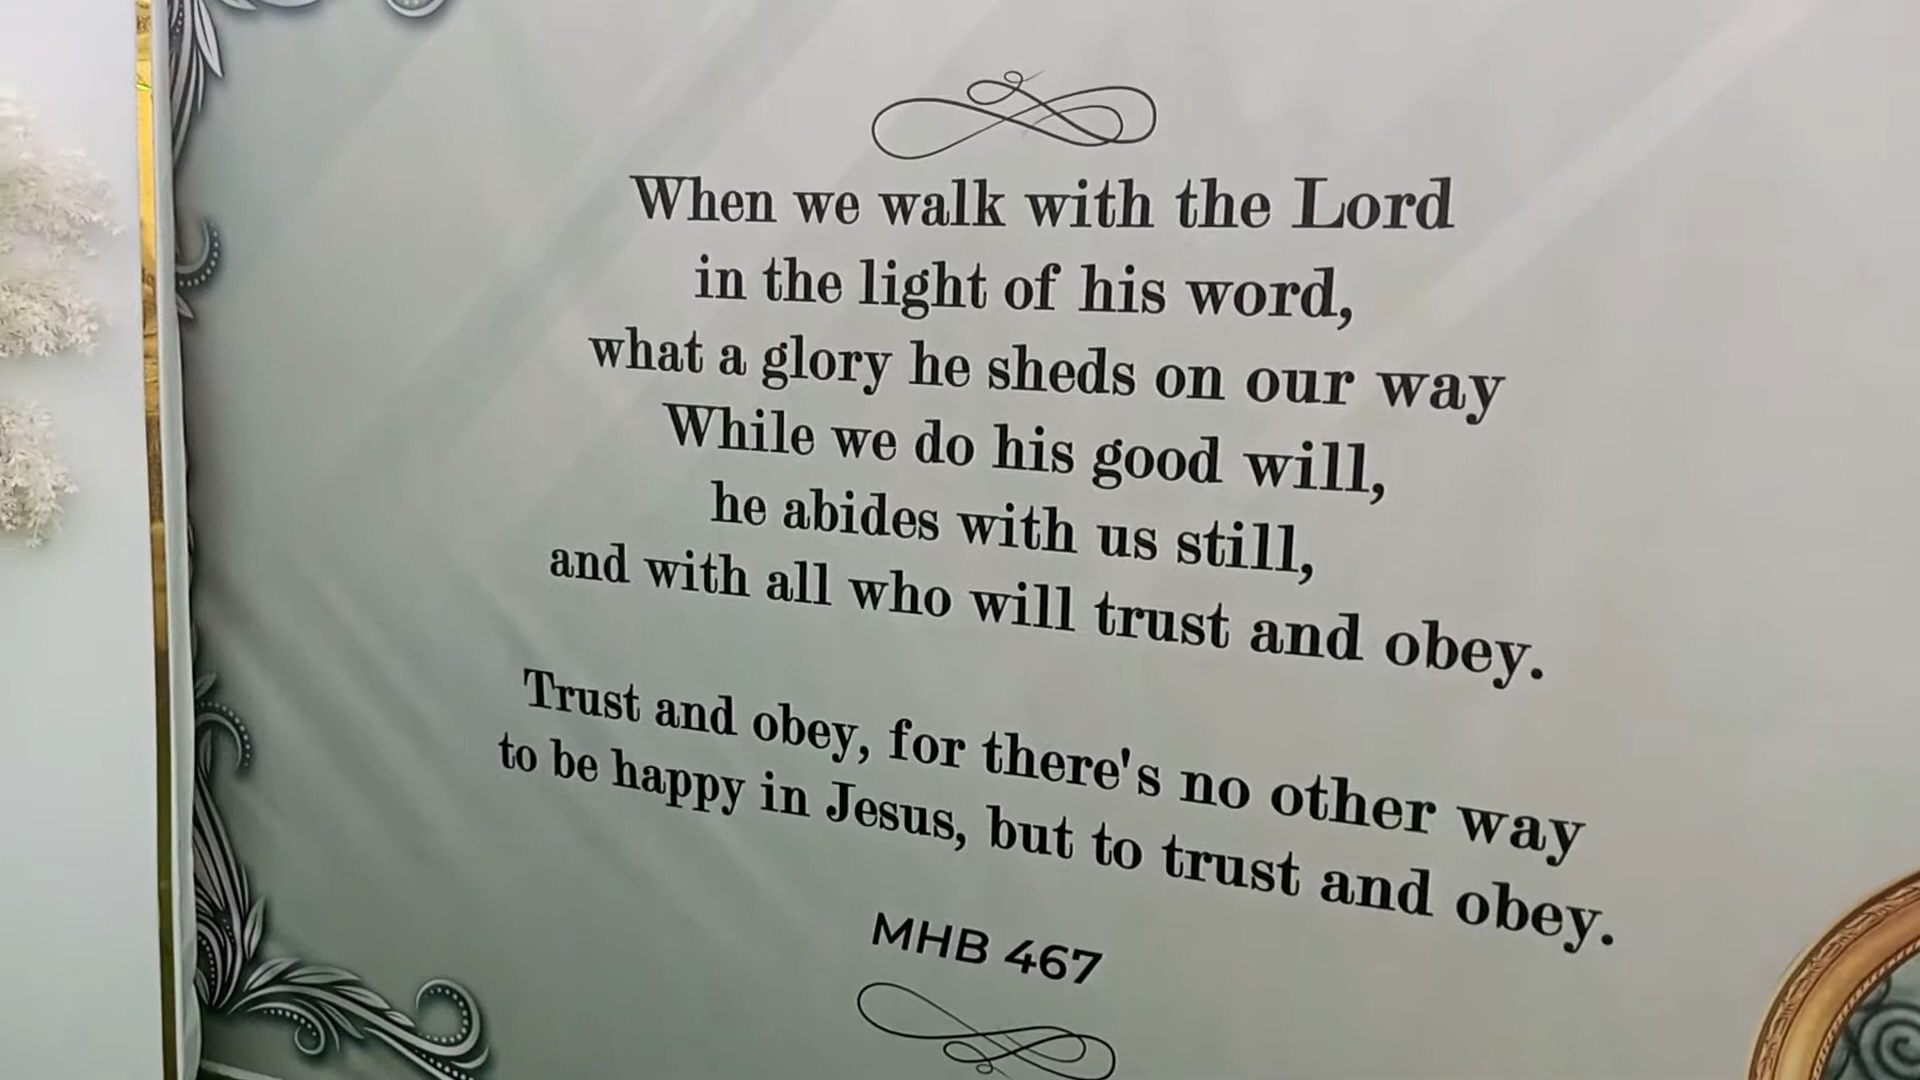 When we walk with the Lord
in the light of his word,
what a glory he sheds on our way
While we do his good will,
he abides with us still,
and with all who will trust and obey.
Trust and obey, for there's no other way
to be happy in Jesus, but to trust and obey.
MHB 467